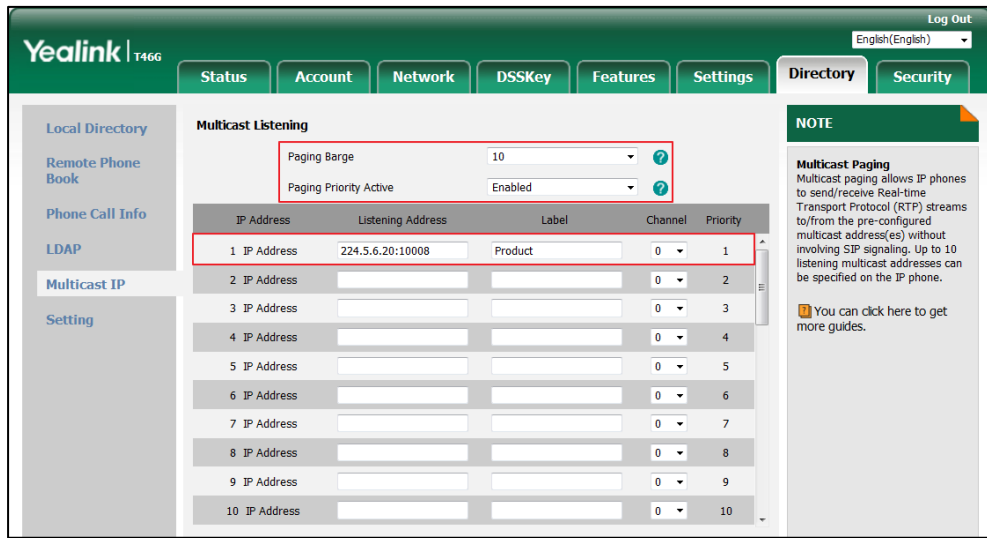 Log Out
Yealink T46G
English(English)
Status Account Network DSSKey Features Settings Directory Security
Local Directory
Remote Phone
Book
Phone Call Info
LDAP
Multicast IP
Setting
Multicast Listening
Paging Barge 10
Paging Priority Active Enabled
IP Address Listening Address Label Channel Priority
1 IP Address 224.5.6.20:10008 Product 0 1
2 IP Address 0 2
3 IP Address 0 3
4 IP Address 0 4
5 IP Address 0 5
6 IP Address 0 6
7 IP Address 0 7
8 IP Address 0 8
9 IP Address 0 9
10 IP Address 0 10
NOTE
Multicast Paging
Multicast paging allows IP phones
to send/receive Real-time
Transport Protocol (RTP) streams
to/from the pre-configured
multicast address(es) without
involving SIP signaling. Up to 10
listening multicast addresses can
be specified on the IP phone.
You can click here to get
more guides.